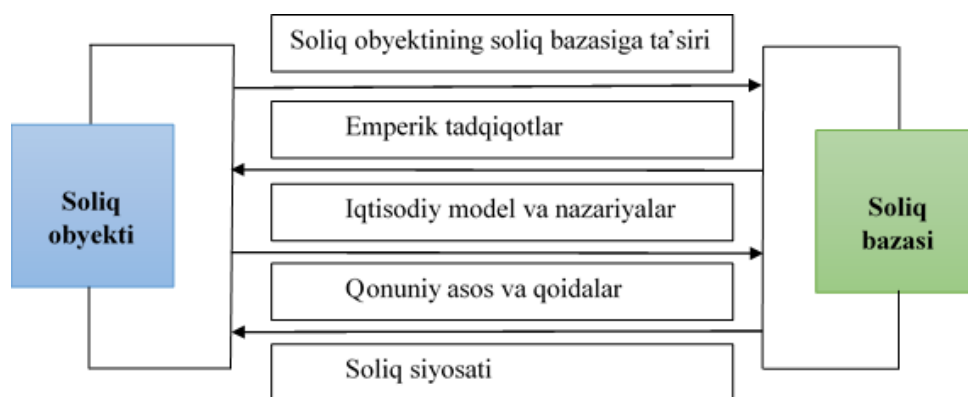 Soliq obyektining soliq bazasiga ta’siri
Emperik tadqiqotlar
Iqtisodiy model va nazariyalar
Qonuniy asos va qoidalar
Soliq siyosati
Soliq
obyekti
Soliq
bazasi